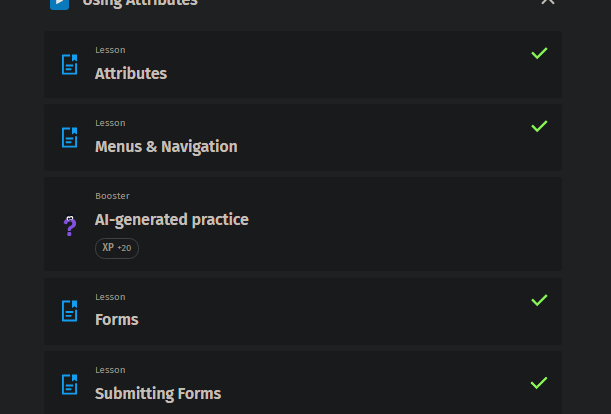 Using Attributes
Lesson
Attributes
Lesson
Menus & Navigation
Booster
AI-generated practice
XP +20
Lesson
Forms
Lesson
Submitting Forms